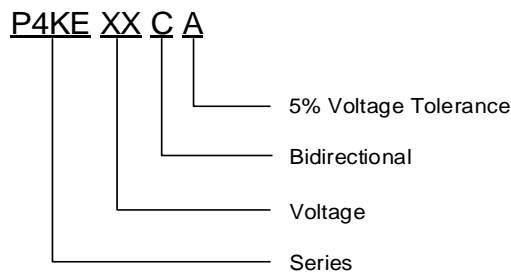 P4KE XX C A
5% Voltage Tolerance
Bidirectional
Voltage
Series